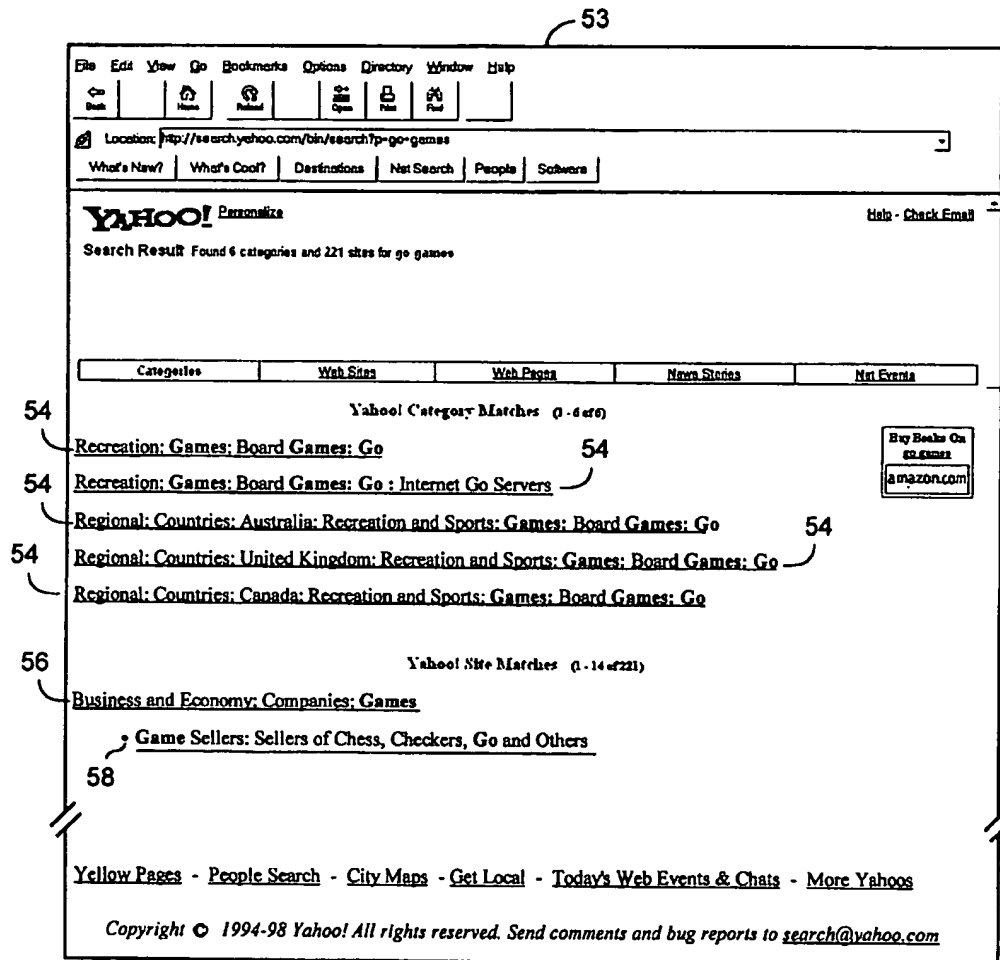 53
File Edit View Go Bookmarks Options Directory Window Help
Back Home Reload Open Print Find
Location: http://search.yahoo.com/bin/search?p=go+games
What's New? What's Cool? Destinations Net Search People Software
YAHOO! Personalize Help - Check Email
Search Result Found 6 categories and 221 sites for go games
Categories Web Sites Web Pages News Stories Net Events
Yahoo! Category Matches (1 - 6 of 6)
54
Recreation: Games: Board Games: Go
Buy Books On
go games
amazon.com
54
Recreation: Games: Board Games: Go : Internet Go Servers
54
Regional: Countries: Australia: Recreation and Sports: Games: Board Games: Go
54
Regional: Countries: United Kingdom: Recreation and Sports: Games: Board Games: Go
54
Regional: Countries: Canada: Recreation and Sports: Games: Board Games: Go
Yahoo! Site Matches (1 - 14 of 221)
56
Business and Economy: Companies: Games
• Game Sellers: Sellers of Chess, Checkers, Go and Others
58
Yellow Pages - People Search - City Maps - Get Local - Today's Web Events & Chats - More Yahoos
Copyright © 1994-98 Yahoo! All rights reserved. Send comments and bug reports to search@yahoo.com